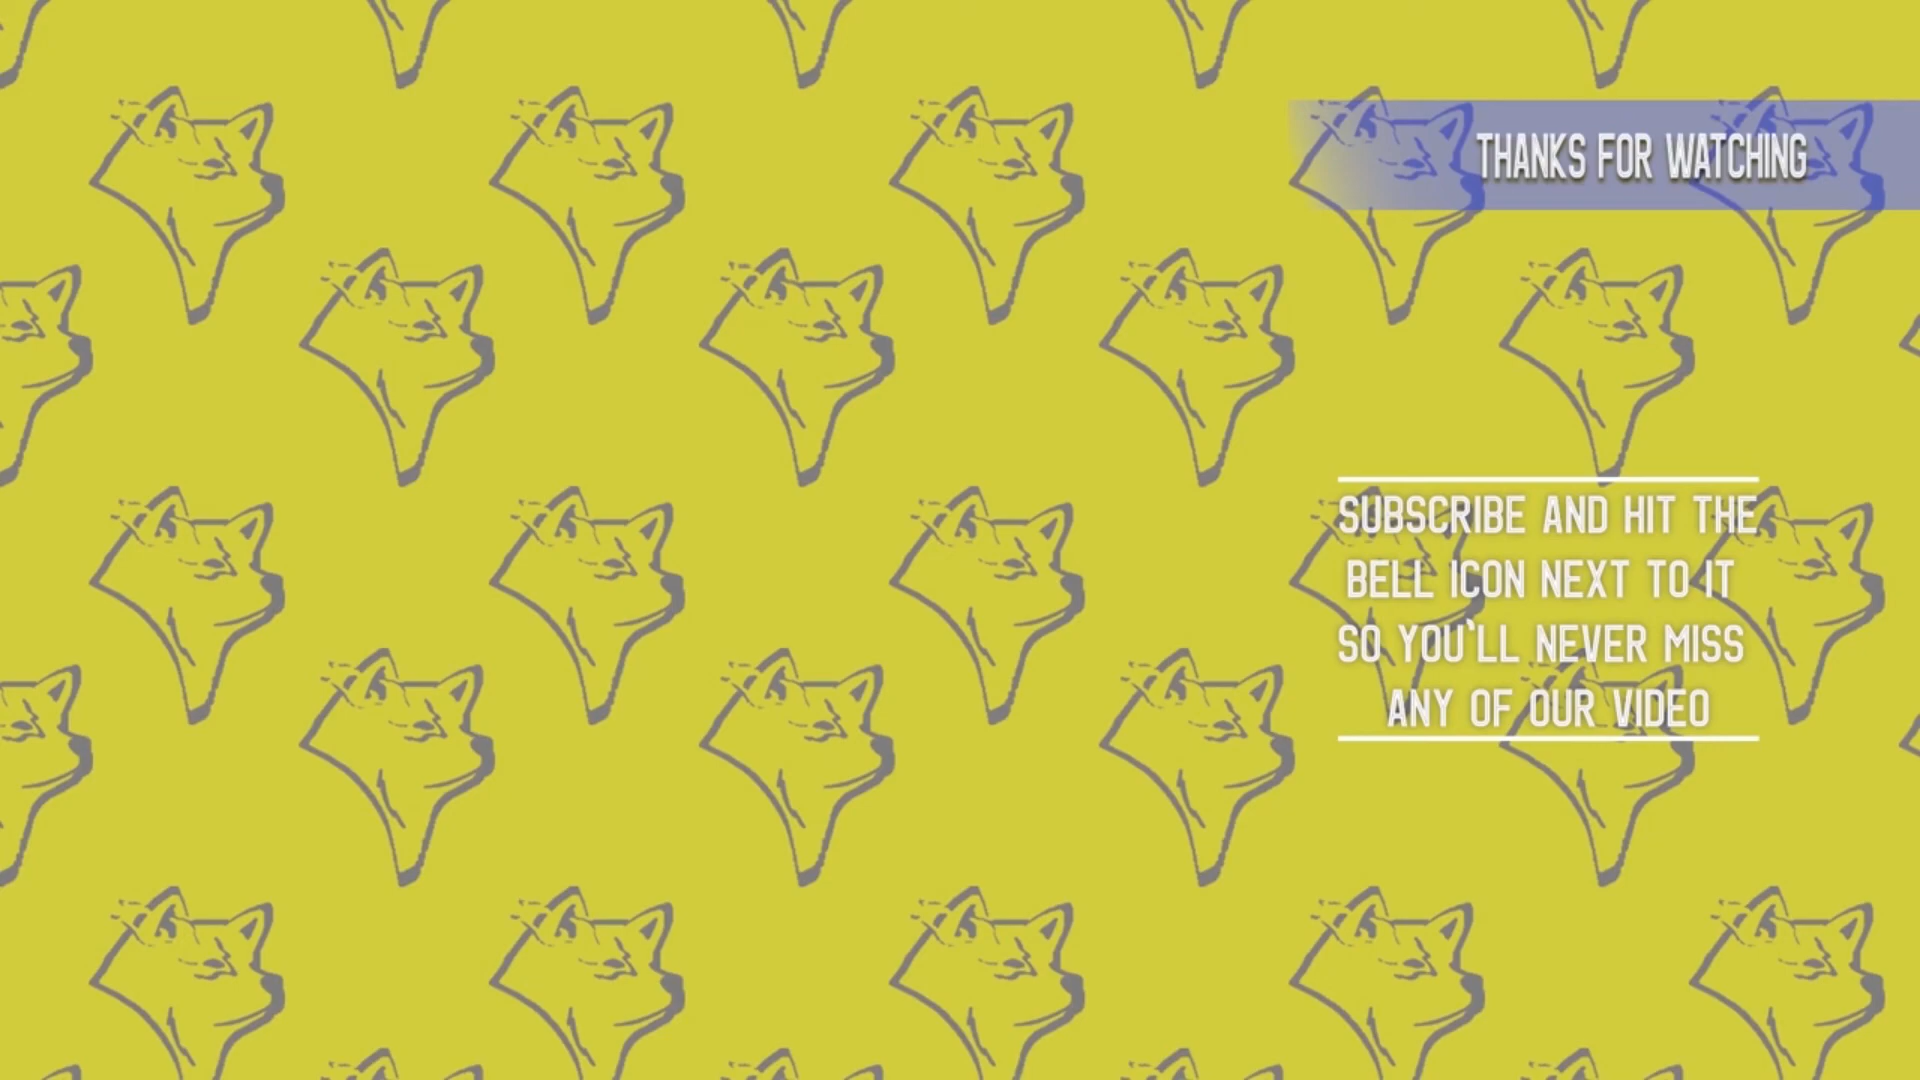 THANKS FOR WATCHING
SUBSCRIBE AND HIT THE
BELL ICON NEXT TO IT
SO YOU`LL NEVER MISS
ANY OF OUR VIDEO